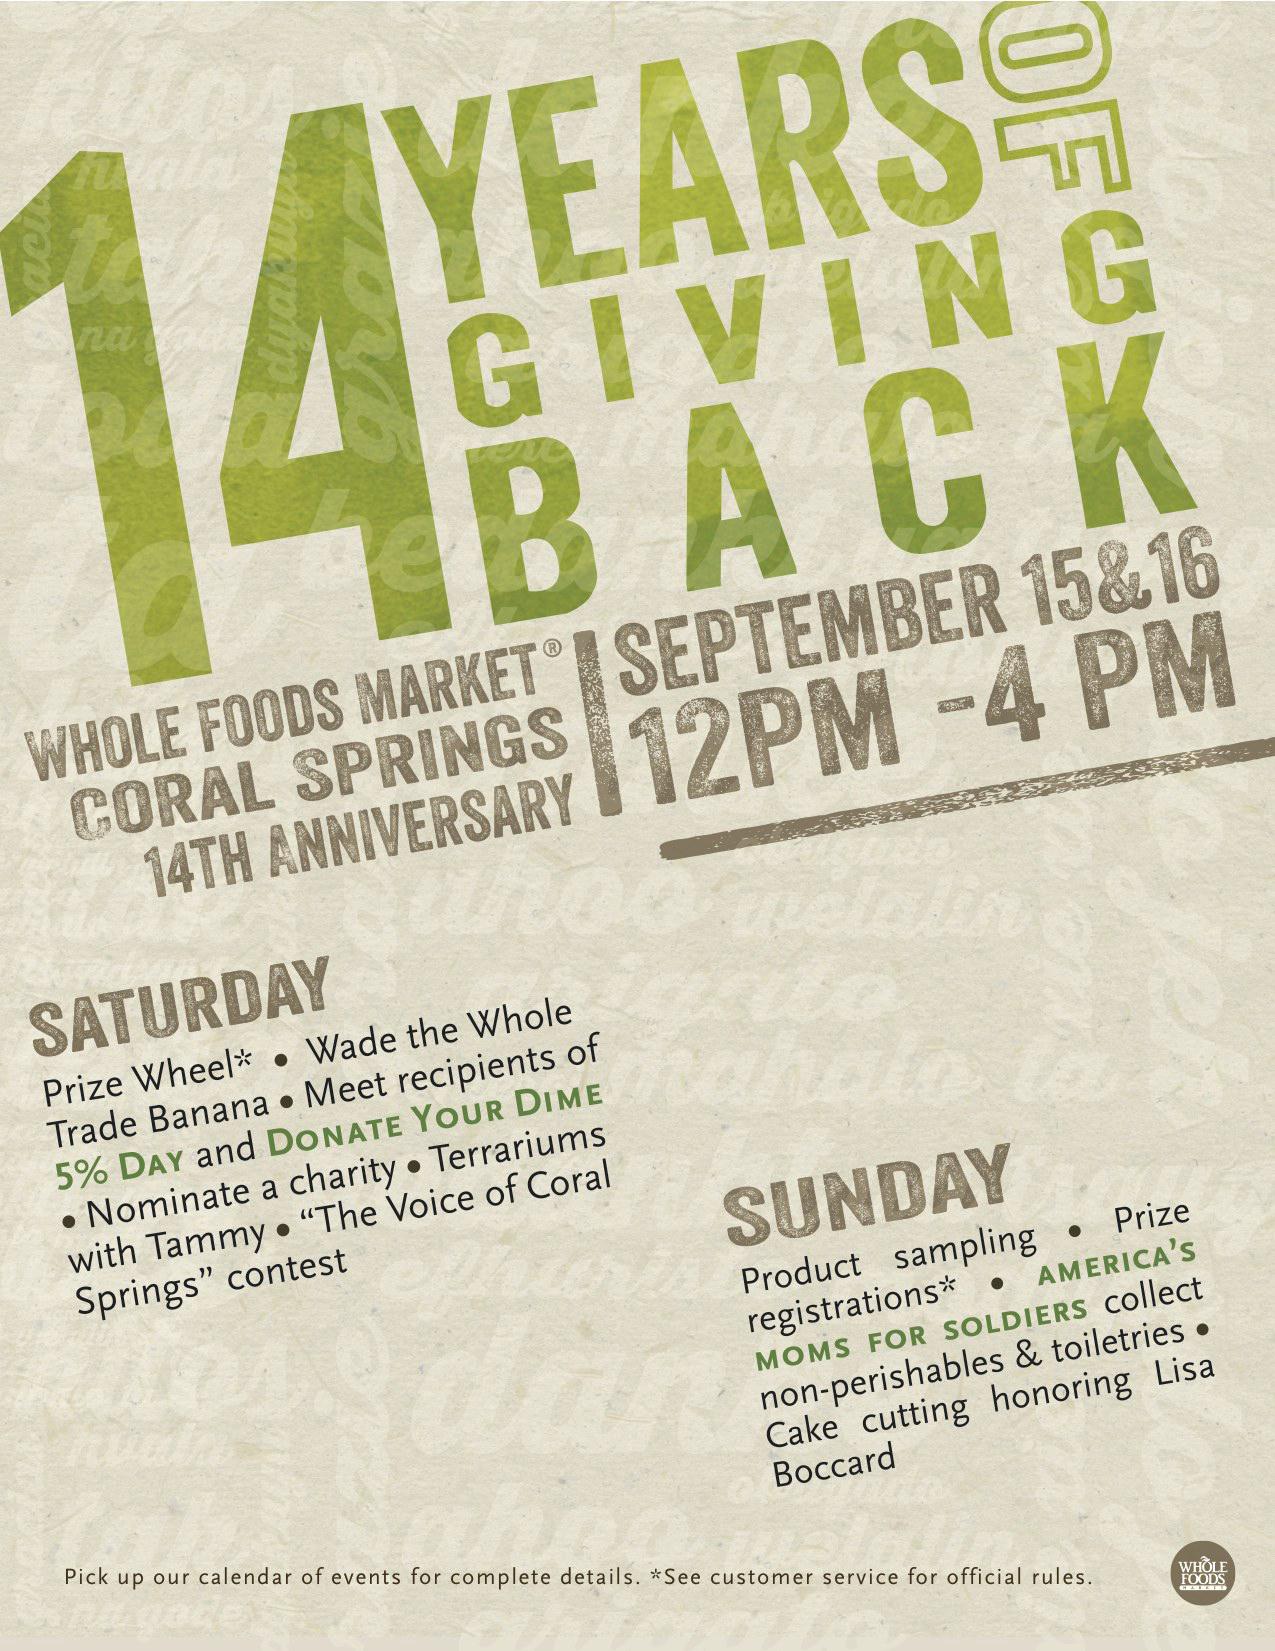 14 YEARS OF
GIVING
BACK
WHOLE FOODS MARKET®
CORAL SPRINGS
14TH ANNIVERSARY
SEPTEMBER 15&16
12PM -4 PM
SATURDAY
Prize Wheel* • Wade the Whole
Trade Banana • Meet recipients of
5% DAY and DONATE YOUR DIME
• Nominate a charity • Terrariums
with Tammy • “The Voice of Coral
Springs” contest
SUNDAY
Product sampling • Prize
registrations* • AMERICA’S
MOMS FOR SOLDIERS collect
non-perishables & toiletries •
Cake cutting honoring Lisa
Boccard
Pick up our calendar of events for complete details. *See customer service for official rules.
WHOLE
FOODS
MARKET